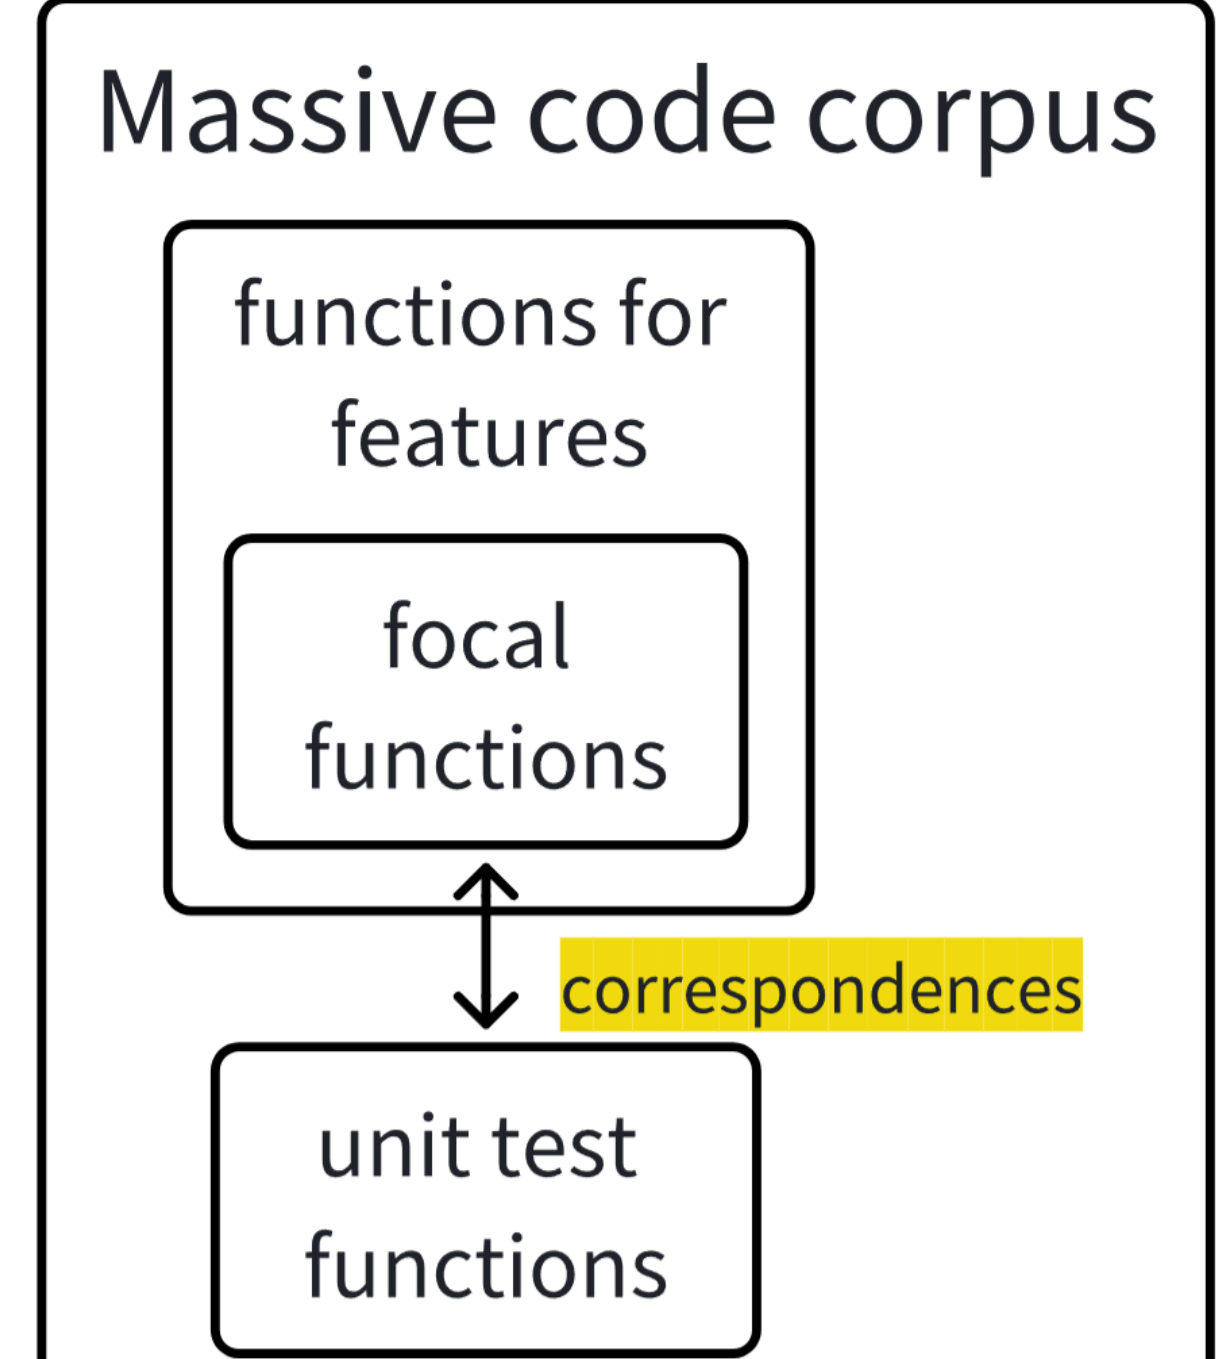 Massive code corpus
functions for
features
focal
functions
correspondences
unit test
functions